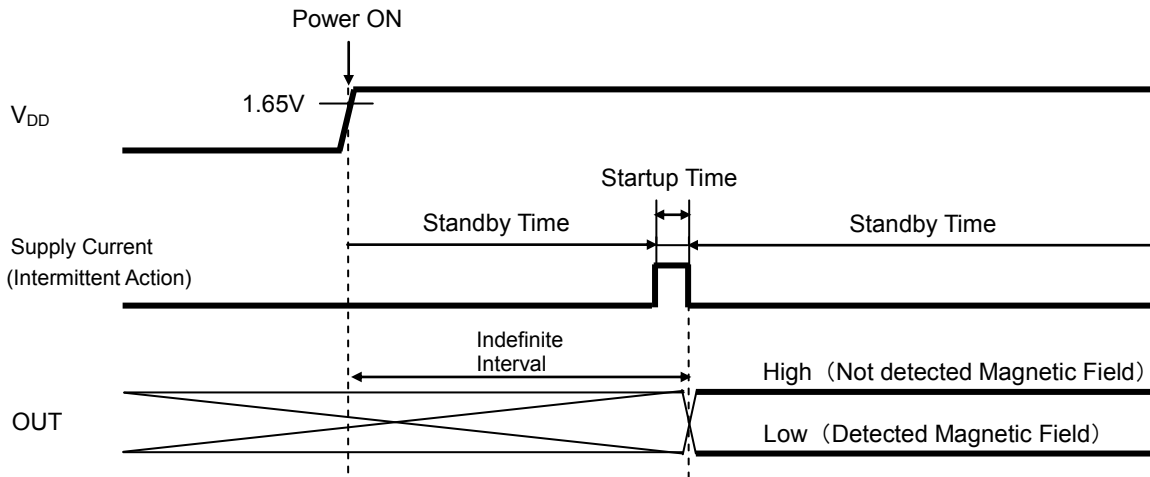 Power ON
1.65V
VDD
Startup Time
Standby Time
Standby Time
Supply Current
(Intermittent Action)
Indefinite
Interval
High（Not detected Magnetic Field）
OUT
Low（Detected Magnetic Field）